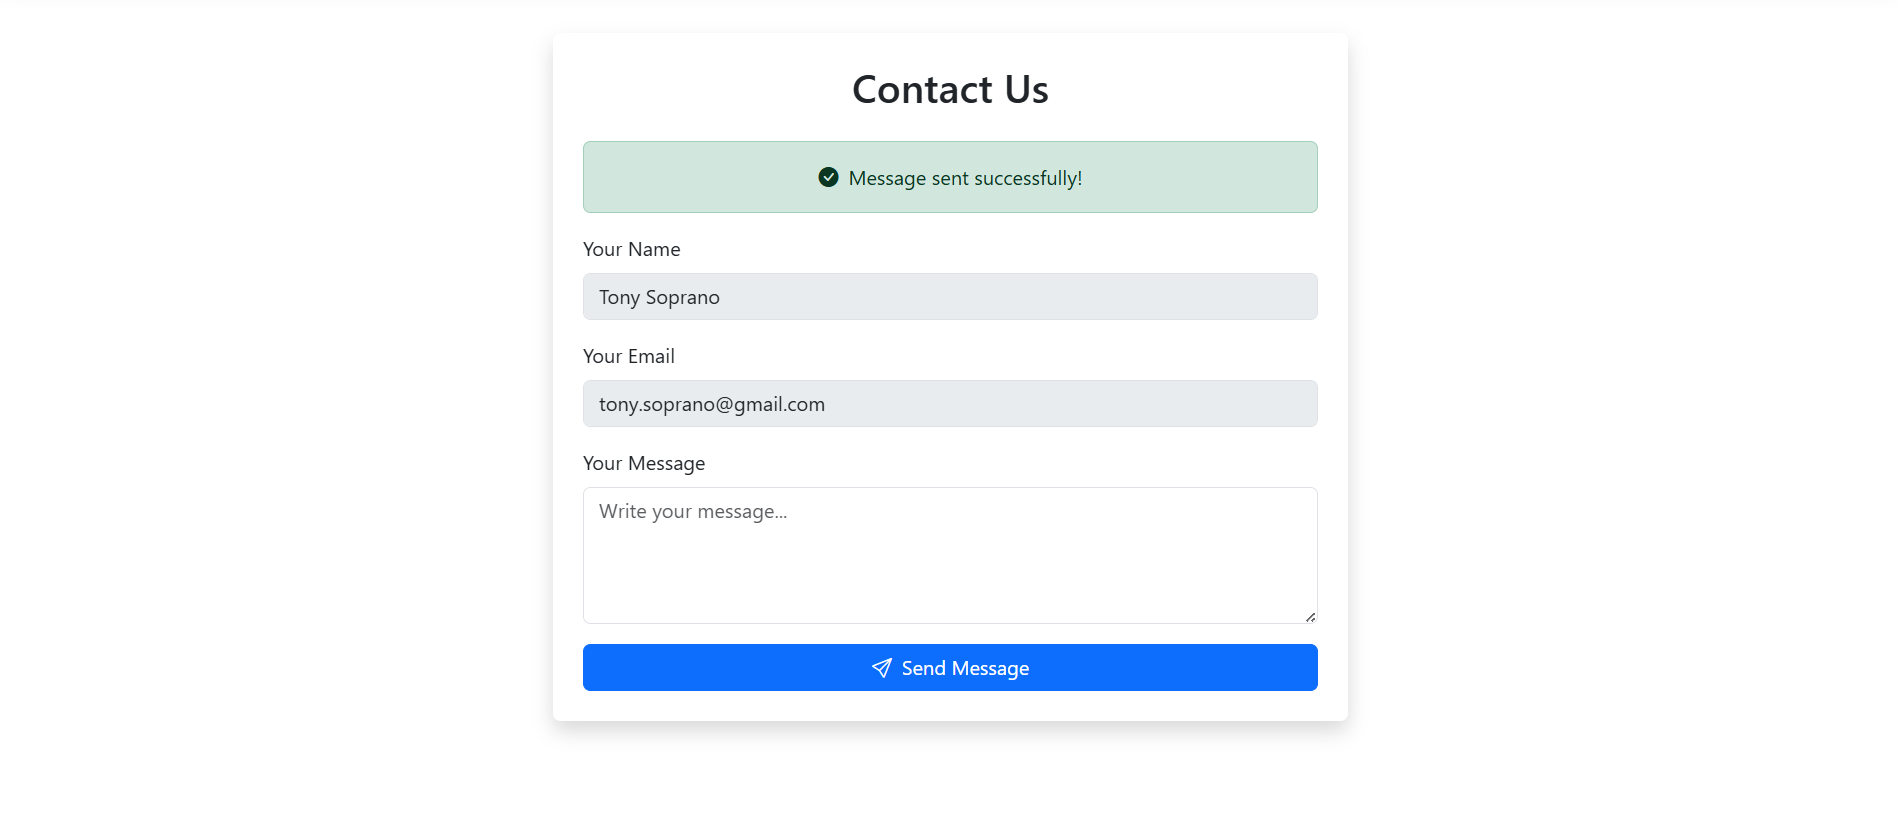 Contact Us
Message sent successfully!
Your Name
Tony Soprano
Your Email
tony.soprano@gmail.com
Your Message
Write your message...
Send Message